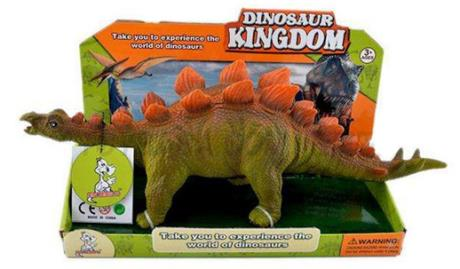 DINOSAUR
KINGDOM
Take you to experience the
world of dinosaurs
3+
AGES
CE
MADE IN CHINA
Take you to experience the
world of dinosaurs
WARNING: